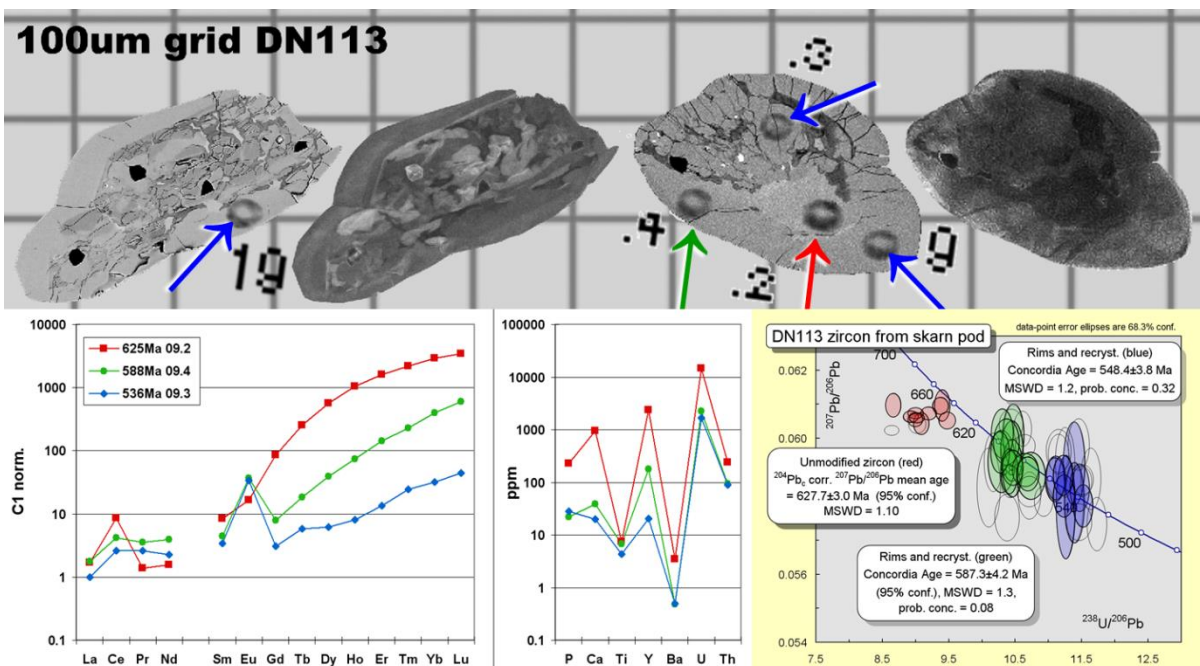 100um grid DN113
.3
19
.4
.2
.9
10000
1000
100
10
1
0.1
C1 norm.
625Ma 09.2
588Ma 09.4
536Ma 09.3
La Ce Pr Nd Sm Eu Gd Tb Dy Ho Er Tm Yb Lu
100000
10000
1000
100
10
1
0.1
ppm
P Ca Ti Y Ba U Th
data-point error ellipses are 68.3% conf.
DN113 zircon from skarn pod
700
660
620
540
500
0.062
0.060
0.056
0.054
²⁰⁷Pb/²⁰⁶Pb
Rims and recryst. (blue)
Concordia Age = 548.4±3.8 Ma
MSWD = 1.2, prob. conc. = 0.32
Unmodified zircon (red)
²⁰⁴Pbc corr. ²⁰⁷Pb/²⁰⁶Pb mean age
= 627.7±3.0 Ma (95% conf.)
MSWD = 1.10
Rims and recryst. (green)
Concordia Age = 587.3±4.2 Ma
(95% conf.), MSWD = 1.3,
prob. conc. = 0.08
²³⁸U/²⁰⁶Pb
7.5 8.5 9.5 10.5 11.5 12.5